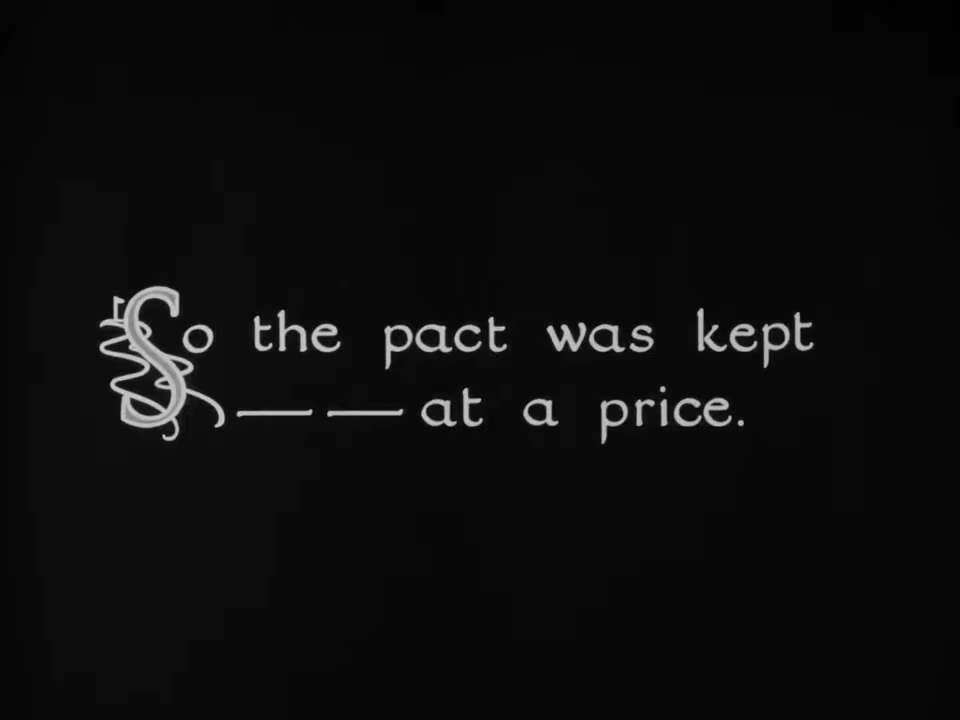 So the pact was kept
— — at a price.